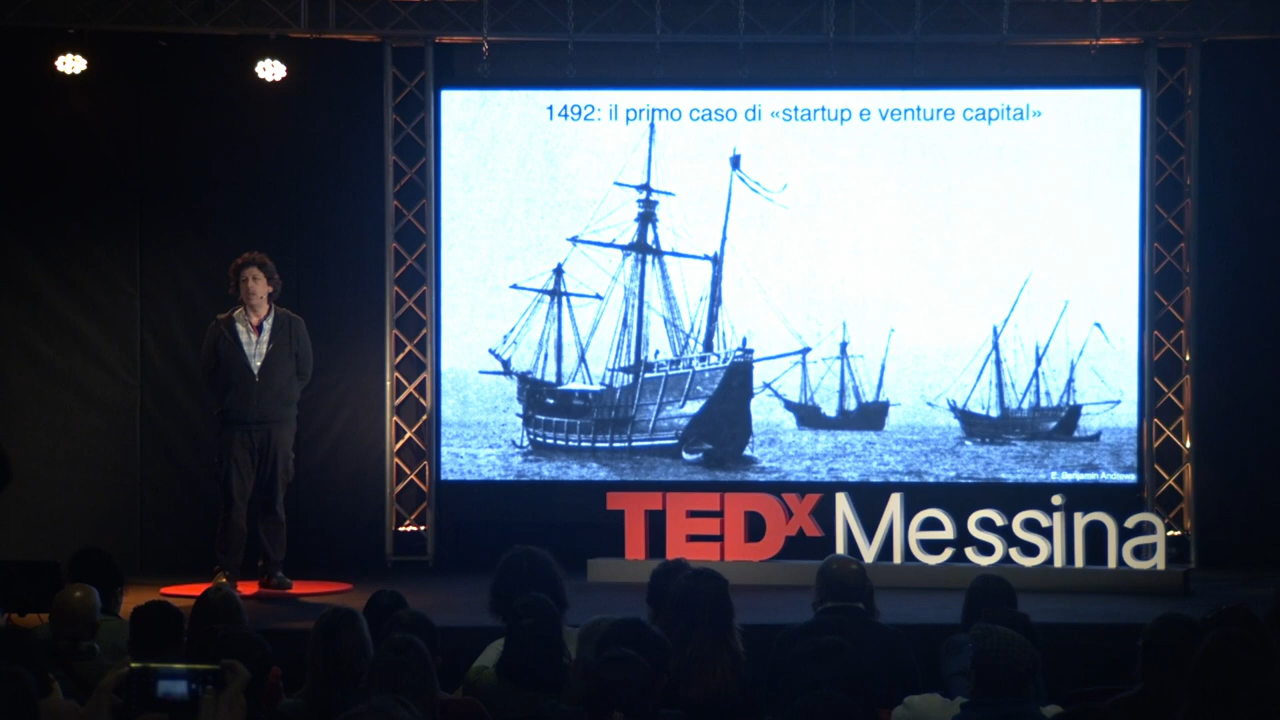 1492: il primo caso di «startup e venture capital»
E. Benjamin Andrews
TEDx Messina